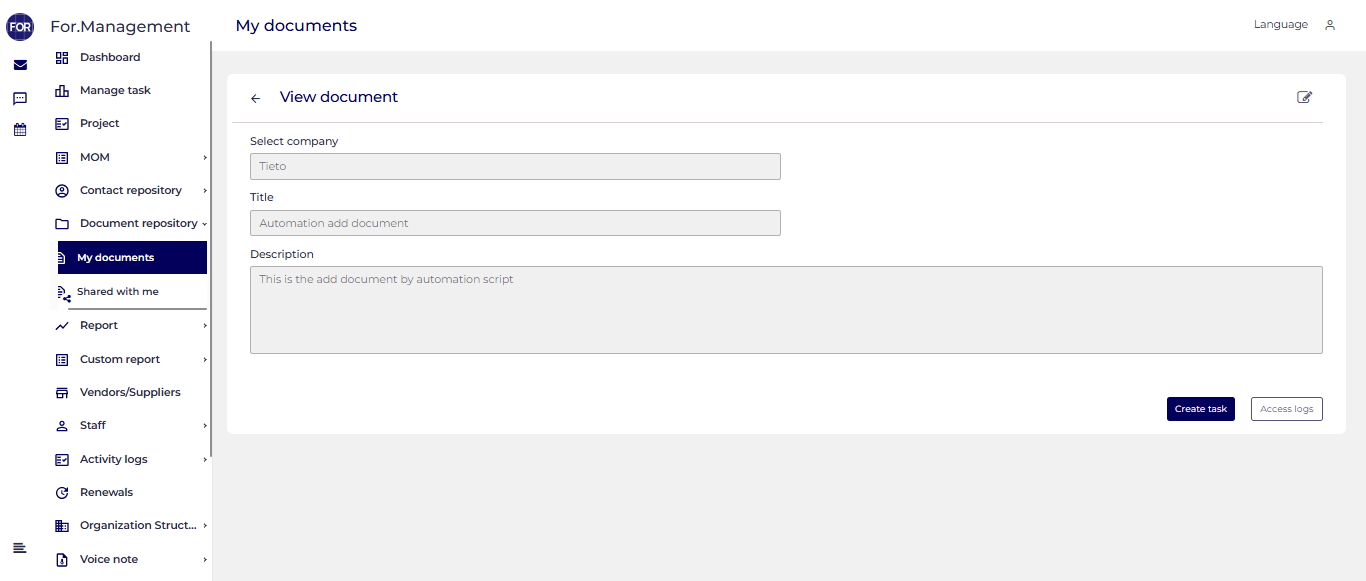 FOR
For.Management
My documents
Language
Dashboard
Manage task
Project
MOM
Contact repository
Document repository
My documents
Shared with me
Report
Custom report
Vendors/Suppliers
Staff
Activity logs
Renewals
Organization Struct...
Voice note
View document
Select company
Tieto
Title
Automation add document
Description
This is the add document by automation script
Create task
Access logs